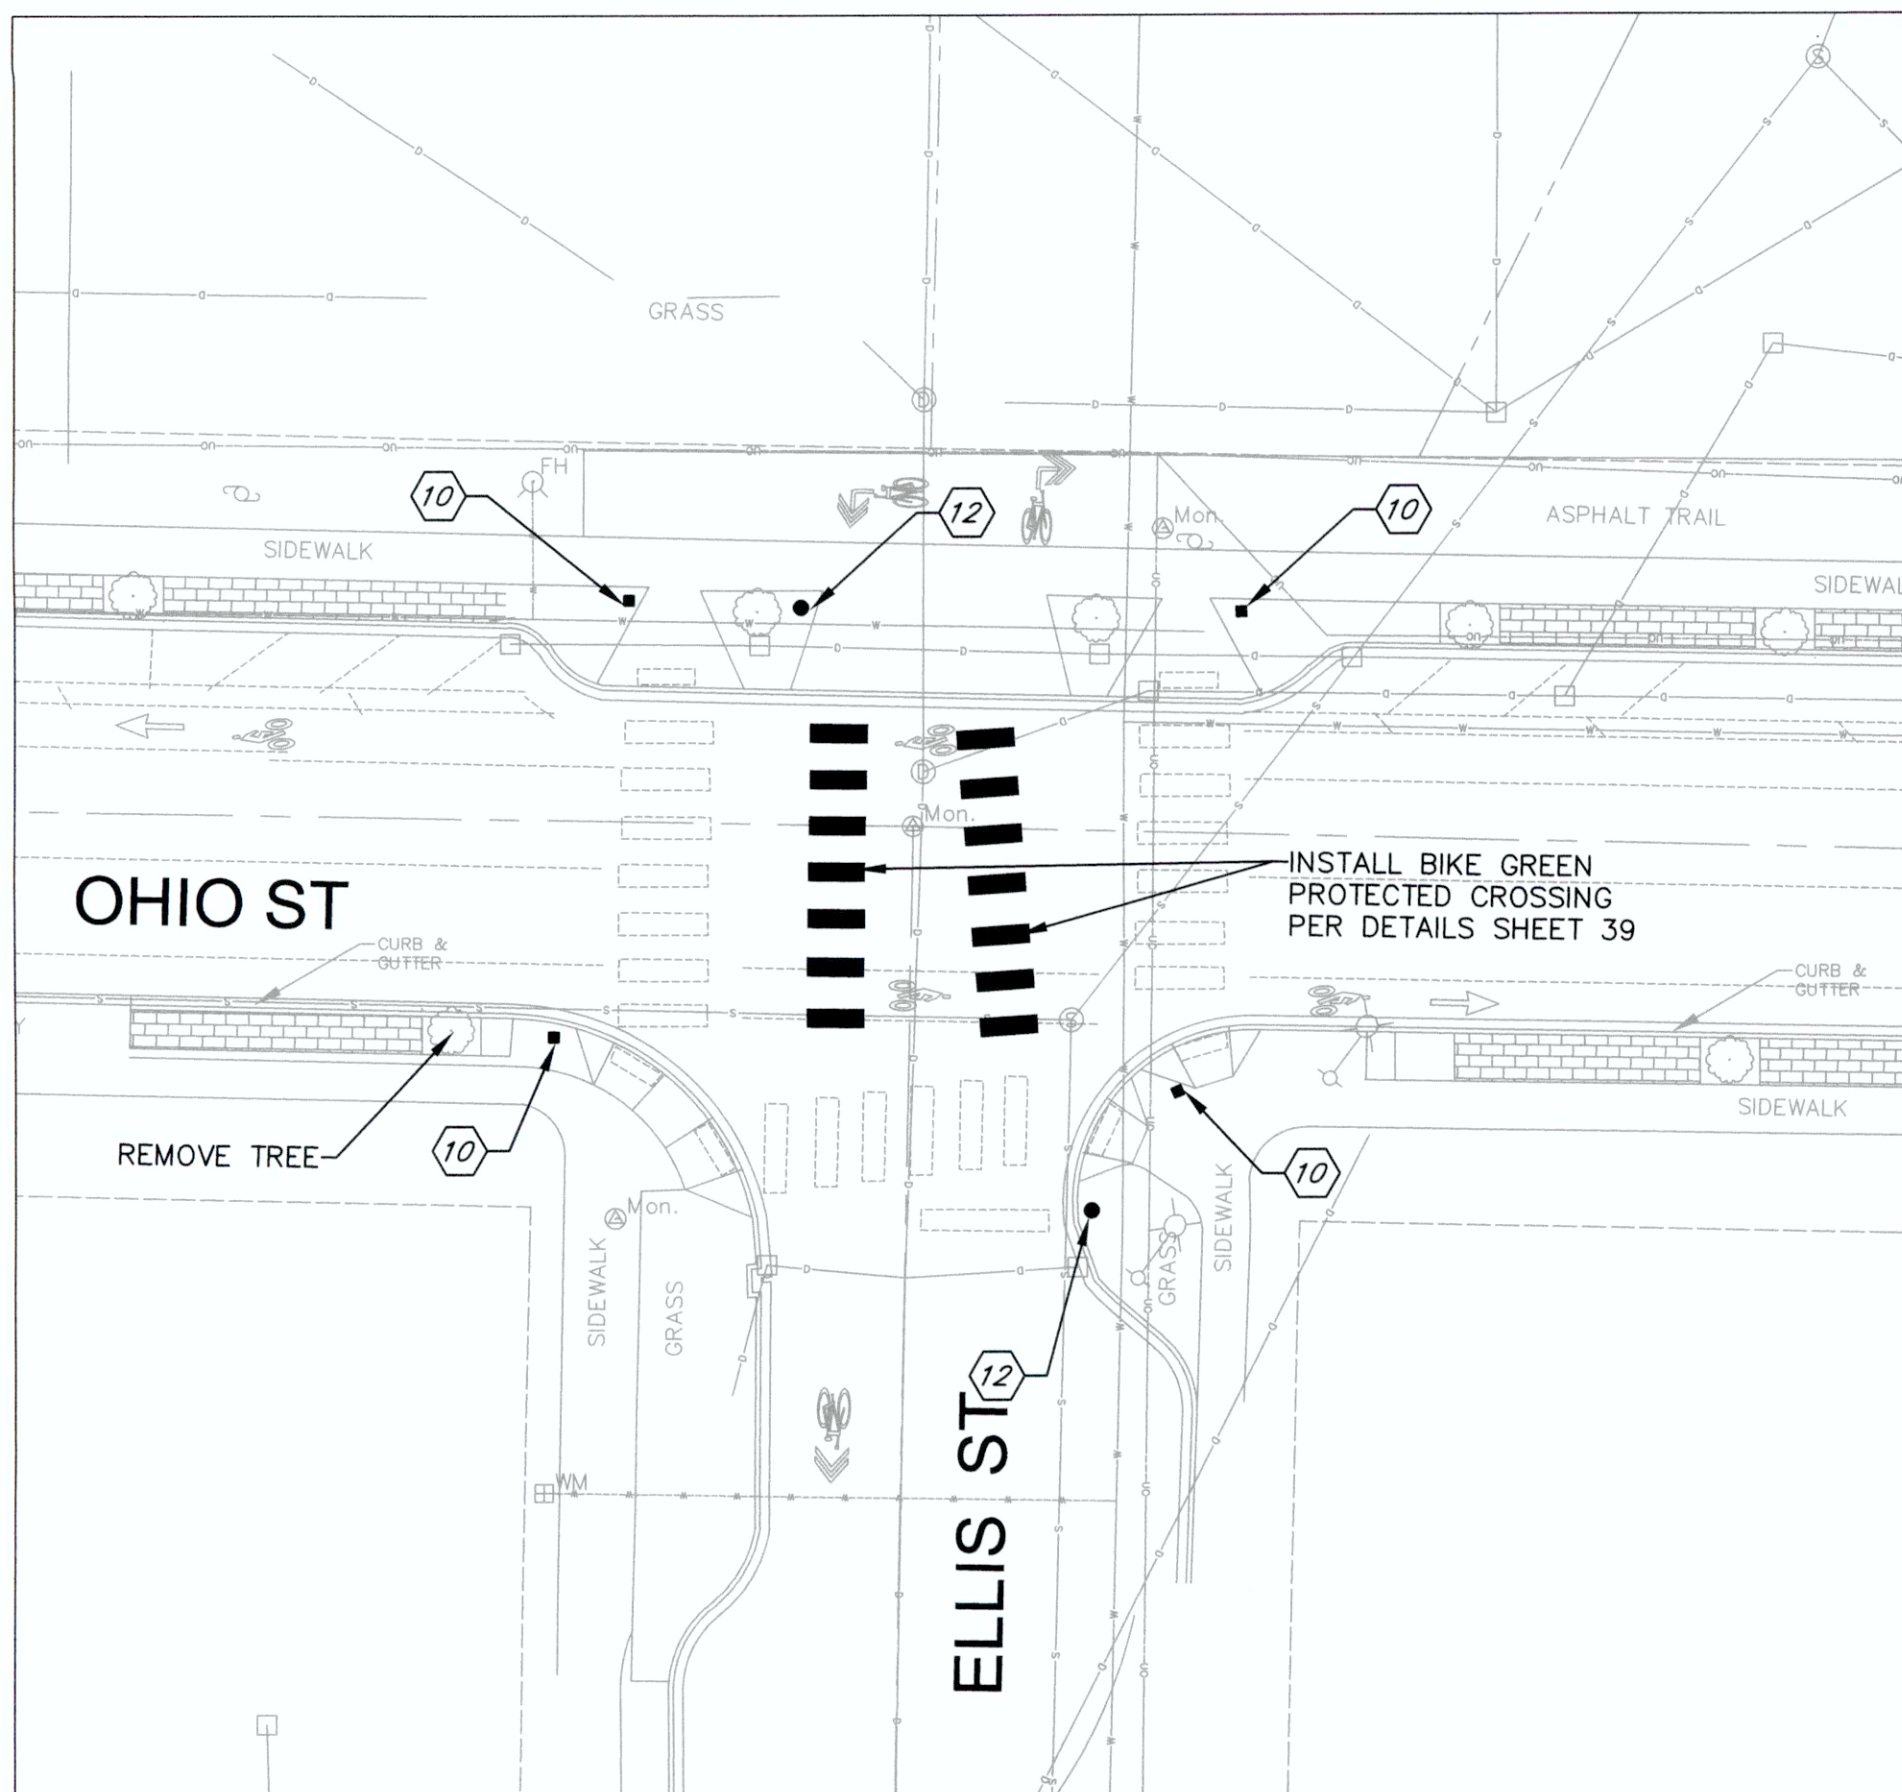 GRASS
FH
10
12
10
Mon.
ASPHALT TRAIL
SIDEWALK
SIDEWAL
Mon.
INSTALL BIKE GREEN
PROTECTED CROSSING
PER DETAILS SHEET 39
OHIO ST
CURB &
GUTTER
CURB &
GUTTER
SIDEWALK
REMOVE TREE
10
10
Mon.
SIDEWALK
GRASS
GRASS
SIDEWALK
12
WM
ELLIS ST